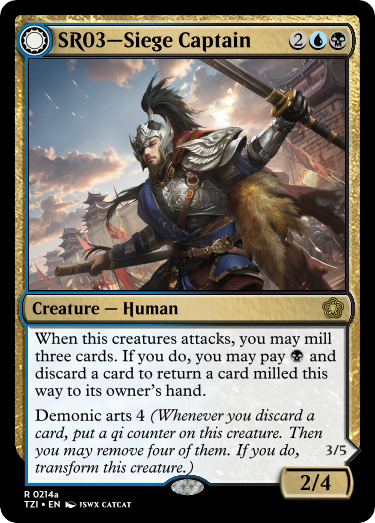 SR03—Siege Captain 2
Creature — Human
When this creatures attacks, you may mill
three cards. If you do, you may pay and
discard a card to return a card milled this
way to its owner's hand.
Demonic arts 4 (Whenever you discard a
card, put a qi counter on this creature. Then
you may remove four of them. If you do,
transform this creature.)
3/5
2/4
R 0214a
TZI • EN JSWX CATCAT